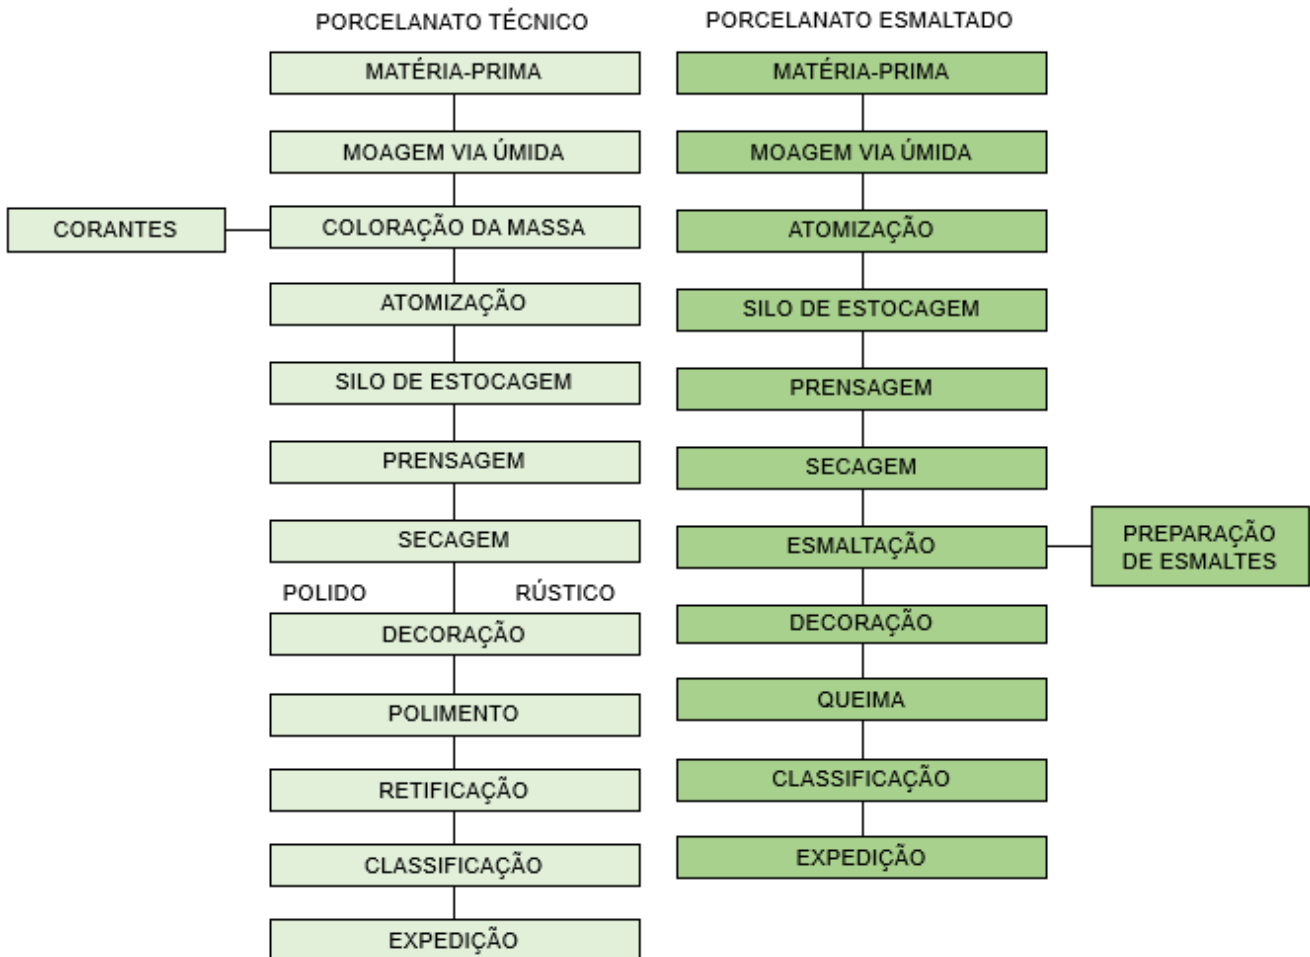 PORCELANATO TÉCNICO
MATÉRIA-PRIMA
MOAGEM VIA ÚMIDA
CORANTES
COLORAÇÃO DA MASSA
ATOMIZAÇÃO
SILO DE ESTOCAGEM
PRENSAGEM
SECAGEM
POLIDO
RÚSTICO
DECORAÇÃO
POLIMENTO
RETIFICAÇÃO
CLASSIFICAÇÃO
EXPEDIÇÃO
PORCELANATO ESMALTADO
MATÉRIA-PRIMA
MOAGEM VIA ÚMIDA
ATOMIZAÇÃO
SILO DE ESTOCAGEM
PRENSAGEM
SECAGEM
ESMALTAÇÃO
PREPARAÇÃO
DE ESMALTES
DECORAÇÃO
QUEIMA
CLASSIFICAÇÃO
EXPEDIÇÃO